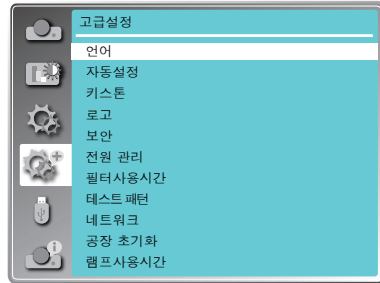 고급설정
언어
자동설정
키스톤
로고
보안
전원 관리
필터사용시간
테스트 패턴
네트워크
공장 초기화
램프사용시간